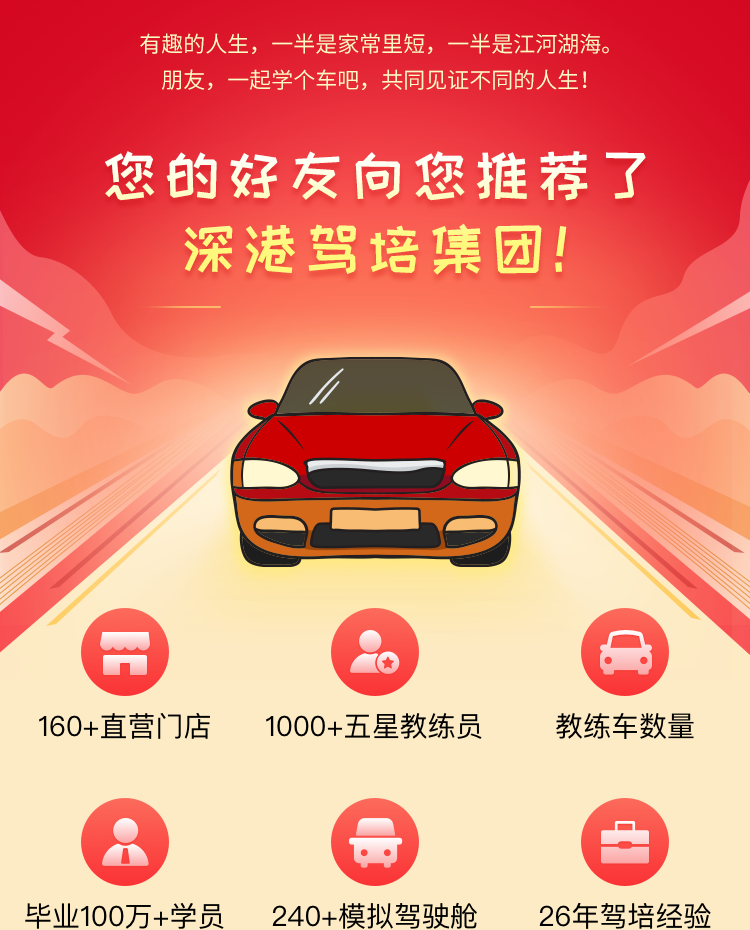 有趣的人生，一半是家常里短，一半是江河湖海。
朋友，一起学个车吧，共同见证不同的人生！
您的好友向您推荐了
深港驾培集团！
160+直营门店
1000+五星教练员
教练车数量
毕业100万+学员
240+模拟驾驶舱
26年驾培经验